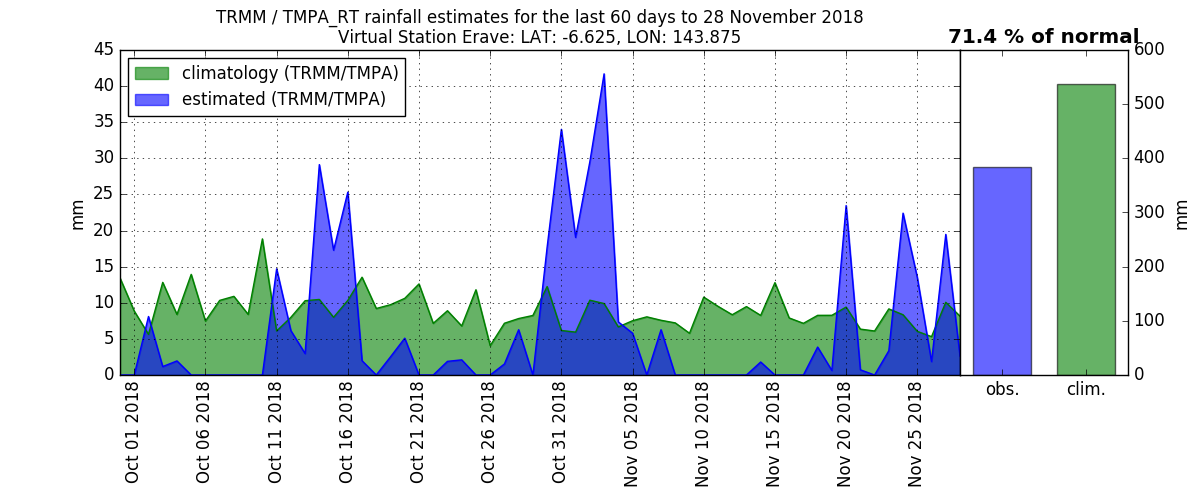 TRMM / TMPA_RT rainfall estimates for the last 60 days to 28 November 2018
Virtual Station Erave: LAT: -6.625, LON: 143.875
71.4 % of normal
climatology (TRMM/TMPA)
estimated (TRMM/TMPA)
45
40
35
30
25
20
15
10
5
0
mm
Oct 01 2018
Oct 06 2018
Oct 11 2018
Oct 16 2018
Oct 21 2018
Oct 26 2018
Oct 31 2018
Nov 05 2018
Nov 10 2018
Nov 15 2018
Nov 20 2018
Nov 25 2018
600
500
400
300
200
100
0
mm
obs.
clim.